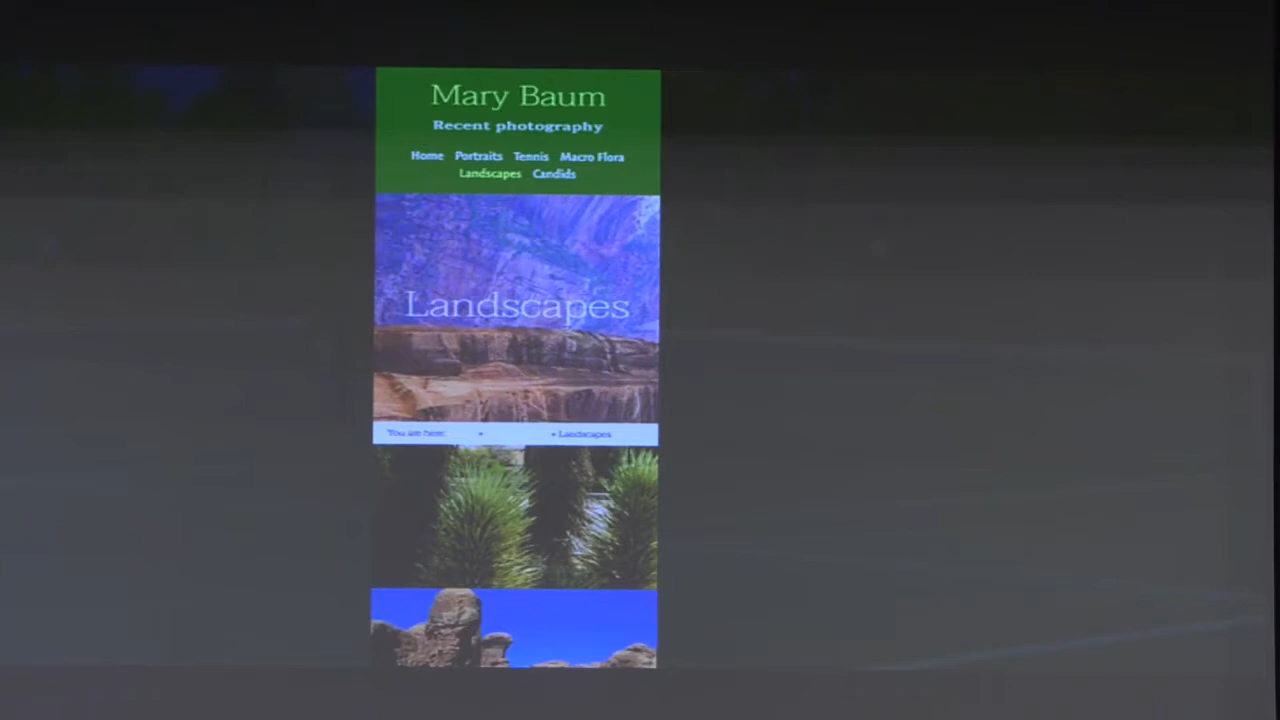 Mary Baum
Recent photography
Home Portraits Tennis Macro Flora
Landscapes Candids
Landscapes
You are here: • • Landscapes